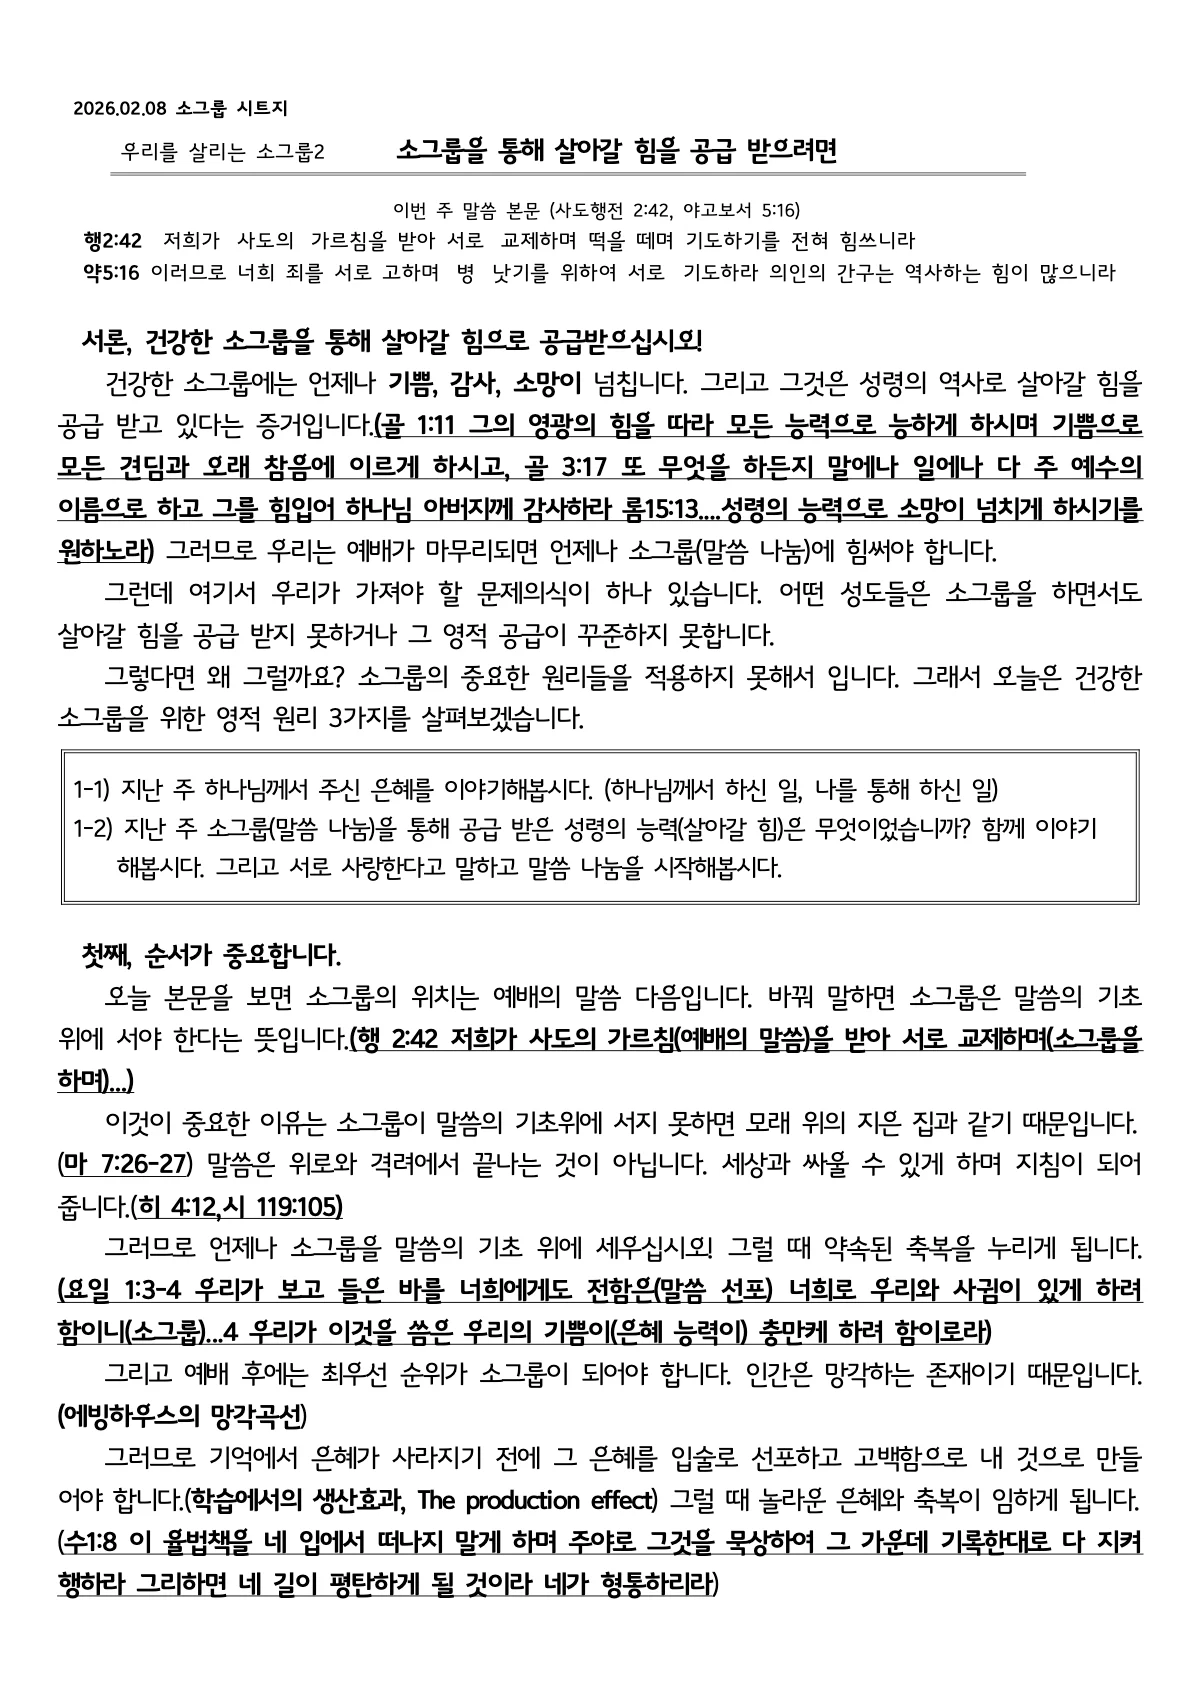 2026.02.08 소그룹 시트지
우리를 살리는 소그룹2 소그룹을 통해 살아갈 힘을 공급 받으려면
이번 주 말씀 본문 (사도행전 2:42, 야고보서 5:16)
행2:42 저희가 사도의 가르침을 받아 서로 교제하며 떡을 떼며 기도하기를 전혀 힘쓰니라
약5:16 이러므로 너희 죄를 서로 고하며 병 낫기를 위하여 서로 기도하라 의인의 간구는 역사하는 힘이 많으니라
서론, 건강한 소그룹을 통해 살아갈 힘으로 공급받으십시오!
건강한 소그룹에는 언제나 기쁨, 감사, 소망이 넘칩니다. 그리고 그것은 성령의 역사로 살아갈 힘을
공급 받고 있다는 증거입니다.(골 1:11 그의 영광의 힘을 따라 모든 능력으로 능하게 하시며 기쁨으로
모든 견딤과 오래 참음에 이르게 하시고, 골 3:17 또 무엇을 하든지 말에나 일에나 다 주 예수의
이름으로 하고 그를 힘입어 하나님 아버지께 감사하라 롬15:13....성령의 능력으로 소망이 넘치게 하시기를
원하노라) 그러므로 우리는 예배가 마무리되면 언제나 소그룹(말씀 나눔)에 힘써야 합니다.
그런데 여기서 우리가 가져야 할 문제의식이 하나 있습니다. 어떤 성도들은 소그룹을 하면서도
살아갈 힘을 공급 받지 못하거나 그 영적 공급이 꾸준하지 못합니다.
그렇다면 왜 그럴까요? 소그룹의 중요한 원리들을 적용하지 못해서 입니다. 그래서 오늘은 건강한
소그룹을 위한 영적 원리 3가지를 살펴보겠습니다.
1-1) 지난 주 하나님께서 주신 은혜를 이야기해봅시다. (하나님께서 하신 일, 나를 통해 하신 일)
1-2) 지난 주 소그룹(말씀 나눔)을 통해 공급 받은 성령의 능력(살아갈 힘)은 무엇이었습니까? 함께 이야기
해봅시다. 그리고 서로 사랑한다고 말하고 말씀 나눔을 시작해봅시다.
첫째, 순서가 중요합니다.
오늘 본문을 보면 소그룹의 위치는 예배의 말씀 다음입니다. 바꿔 말하면 소그룹은 말씀의 기초
위에 서야 한다는 뜻입니다.(행 2:42 저희가 사도의 가르침(예배의 말씀)을 받아 서로 교제하며(소그룹을
하며)...)
이것이 중요한 이유는 소그룹이 말씀의 기초위에 서지 못하면 모래 위의 지은 집과 같기 때문입니다.
(마 7:26-27) 말씀은 위로와 격려에서 끝나는 것이 아닙니다. 세상과 싸울 수 있게 하며 지침이 되어
줍니다.(히 4:12,시 119:105)
그러므로 언제나 소그룹을 말씀의 기초 위에 세우십시오! 그럴 때 약속된 축복을 누리게 됩니다.
(요일 1:3-4 우리가 보고 들은 바를 너희에게도 전함은(말씀 선포) 너희로 우리와 사귐이 있게 하려
함이니(소그룹)...4 우리가 이것을 씀은 우리의 기쁨이(은혜 능력이) 충만케 하려 함이로라)
그리고 예배 후에는 최우선 순위가 소그룹이 되어야 합니다. 인간은 망각하는 존재이기 때문입니다.
(에빙하우스의 망각곡선)
그러므로 기억에서 은혜가 사라지기 전에 그 은혜를 입술로 선포하고 고백함으로 내 것으로 만들
어야 합니다.(학습에서의 생산효과, The production effect) 그럴 때 놀라운 은혜와 축복이 임하게 됩니다.
(수1:8 이 율법책을 네 입에서 떠나지 말게 하며 주야로 그것을 묵상하여 그 가운데 기록한대로 다 지켜
행하라 그리하면 네 길이 평탄하게 될 것이라 네가 형통하리라)